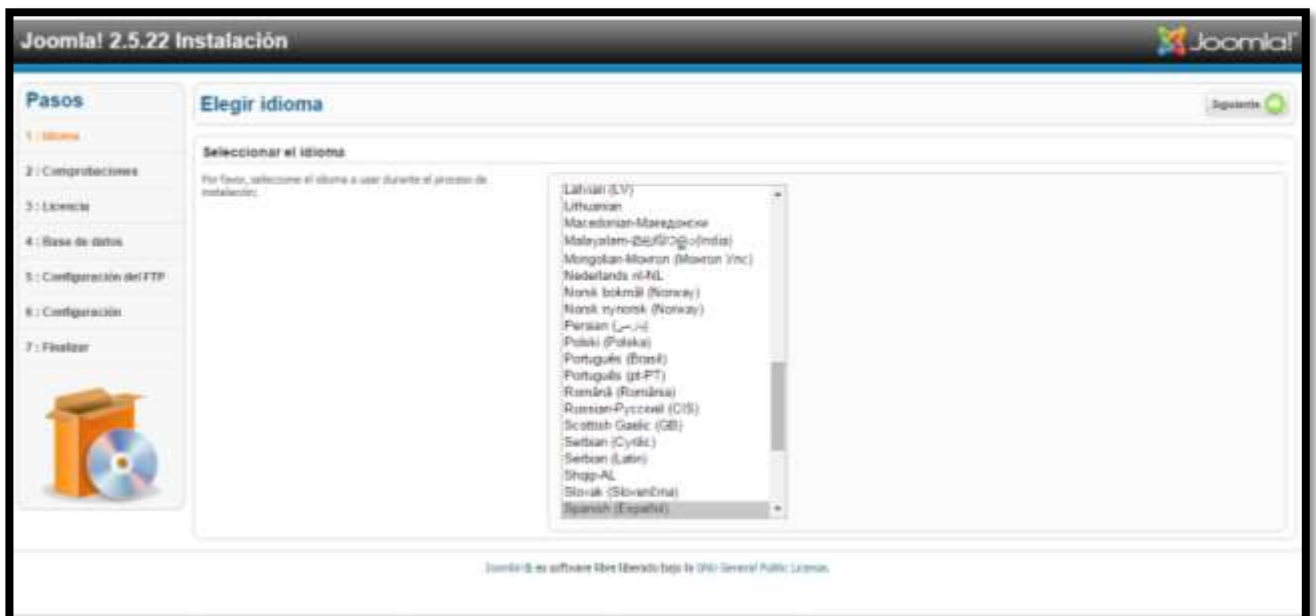 Joomla! 2.5.22 Instalación
Joomla!
Pasos
1 : Idioma
2 : Comprobaciones
3 : Licencia
4 : Base de datos
5 : Configuración del FTP
6 : Configuración
7 : Finalizar
Elegir idioma
Siguiente
Seleccionar el idioma
Por favor, seleccione el idioma a usar durante el proceso de
instalación:
Latvian (LV)
Lithuanian
Macedonian-Македонски
Malayalam-മലയാളം(India)
Mongolian-Монгол (Монгол Улс)
Nederlands nl-NL
Norsk bokmål (Norway)
Norsk nynorsk (Norway)
Persian (پارسی)
Polski (Polska)
Português (Brasil)
Português (pt-PT)
Română (România)
Russian-Русский (CIS)
Scottish Gaelic (GB)
Serbian (Cyrilic)
Serbian (Latin)
Shqip-AL
Slovak (Slovenčina)
Spanish (Español)
Joomla!® es software libre liberado bajo la GNU General Public License.